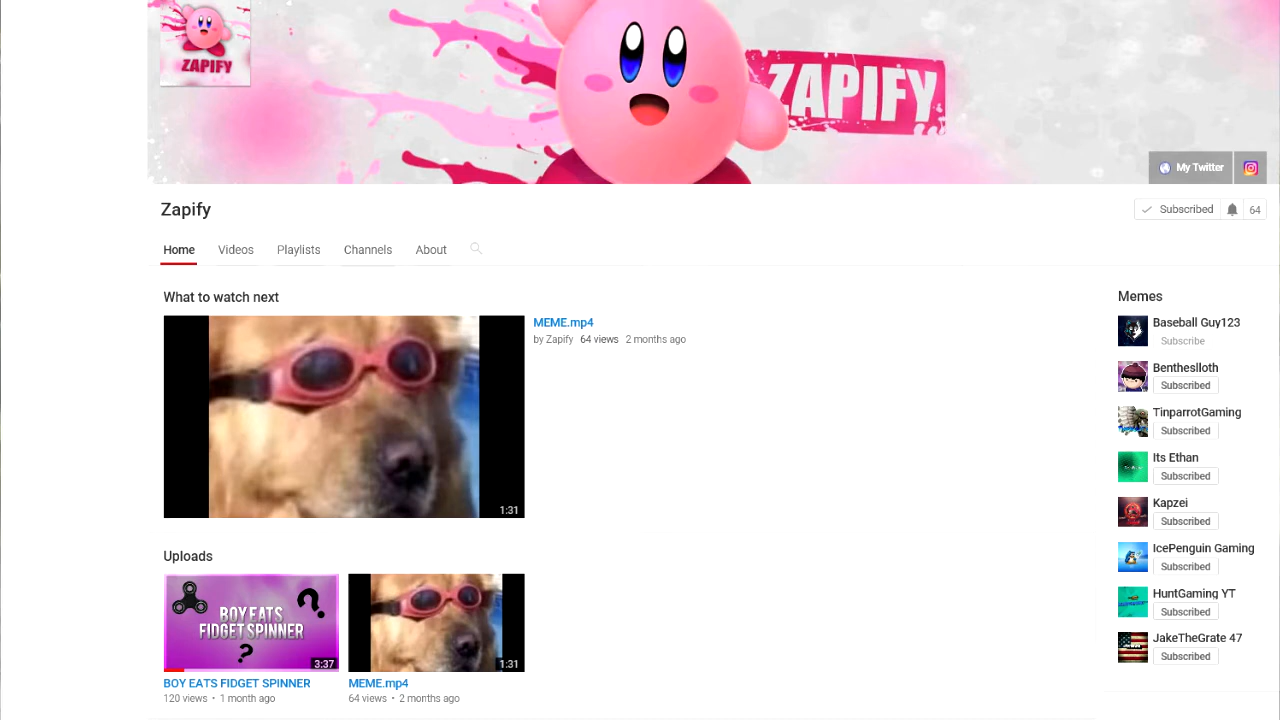 ZAPIFY
ZAPIFY
My Twitter
Zapify
Subscribed 64
Home Videos Playlists Channels About
What to watch next
MEME.mp4
by Zapify 64 views 2 months ago
1:31
Uploads
BOY EATS
FIDGET SPINNER
?
?
3:37
1:31
BOY EATS FIDGET SPINNER
120 views • 1 month ago
MEME.mp4
64 views • 2 months ago
Memes
Baseball Guy123
Subscribe
Bentheslloth
Subscribed
TinparrotGaming
Subscribed
Its Ethan
Subscribed
Kapzei
Subscribed
IcePenguin Gaming
Subscribed
HuntGaming YT
Subscribed
JakeTheGrate 47
Subscribed